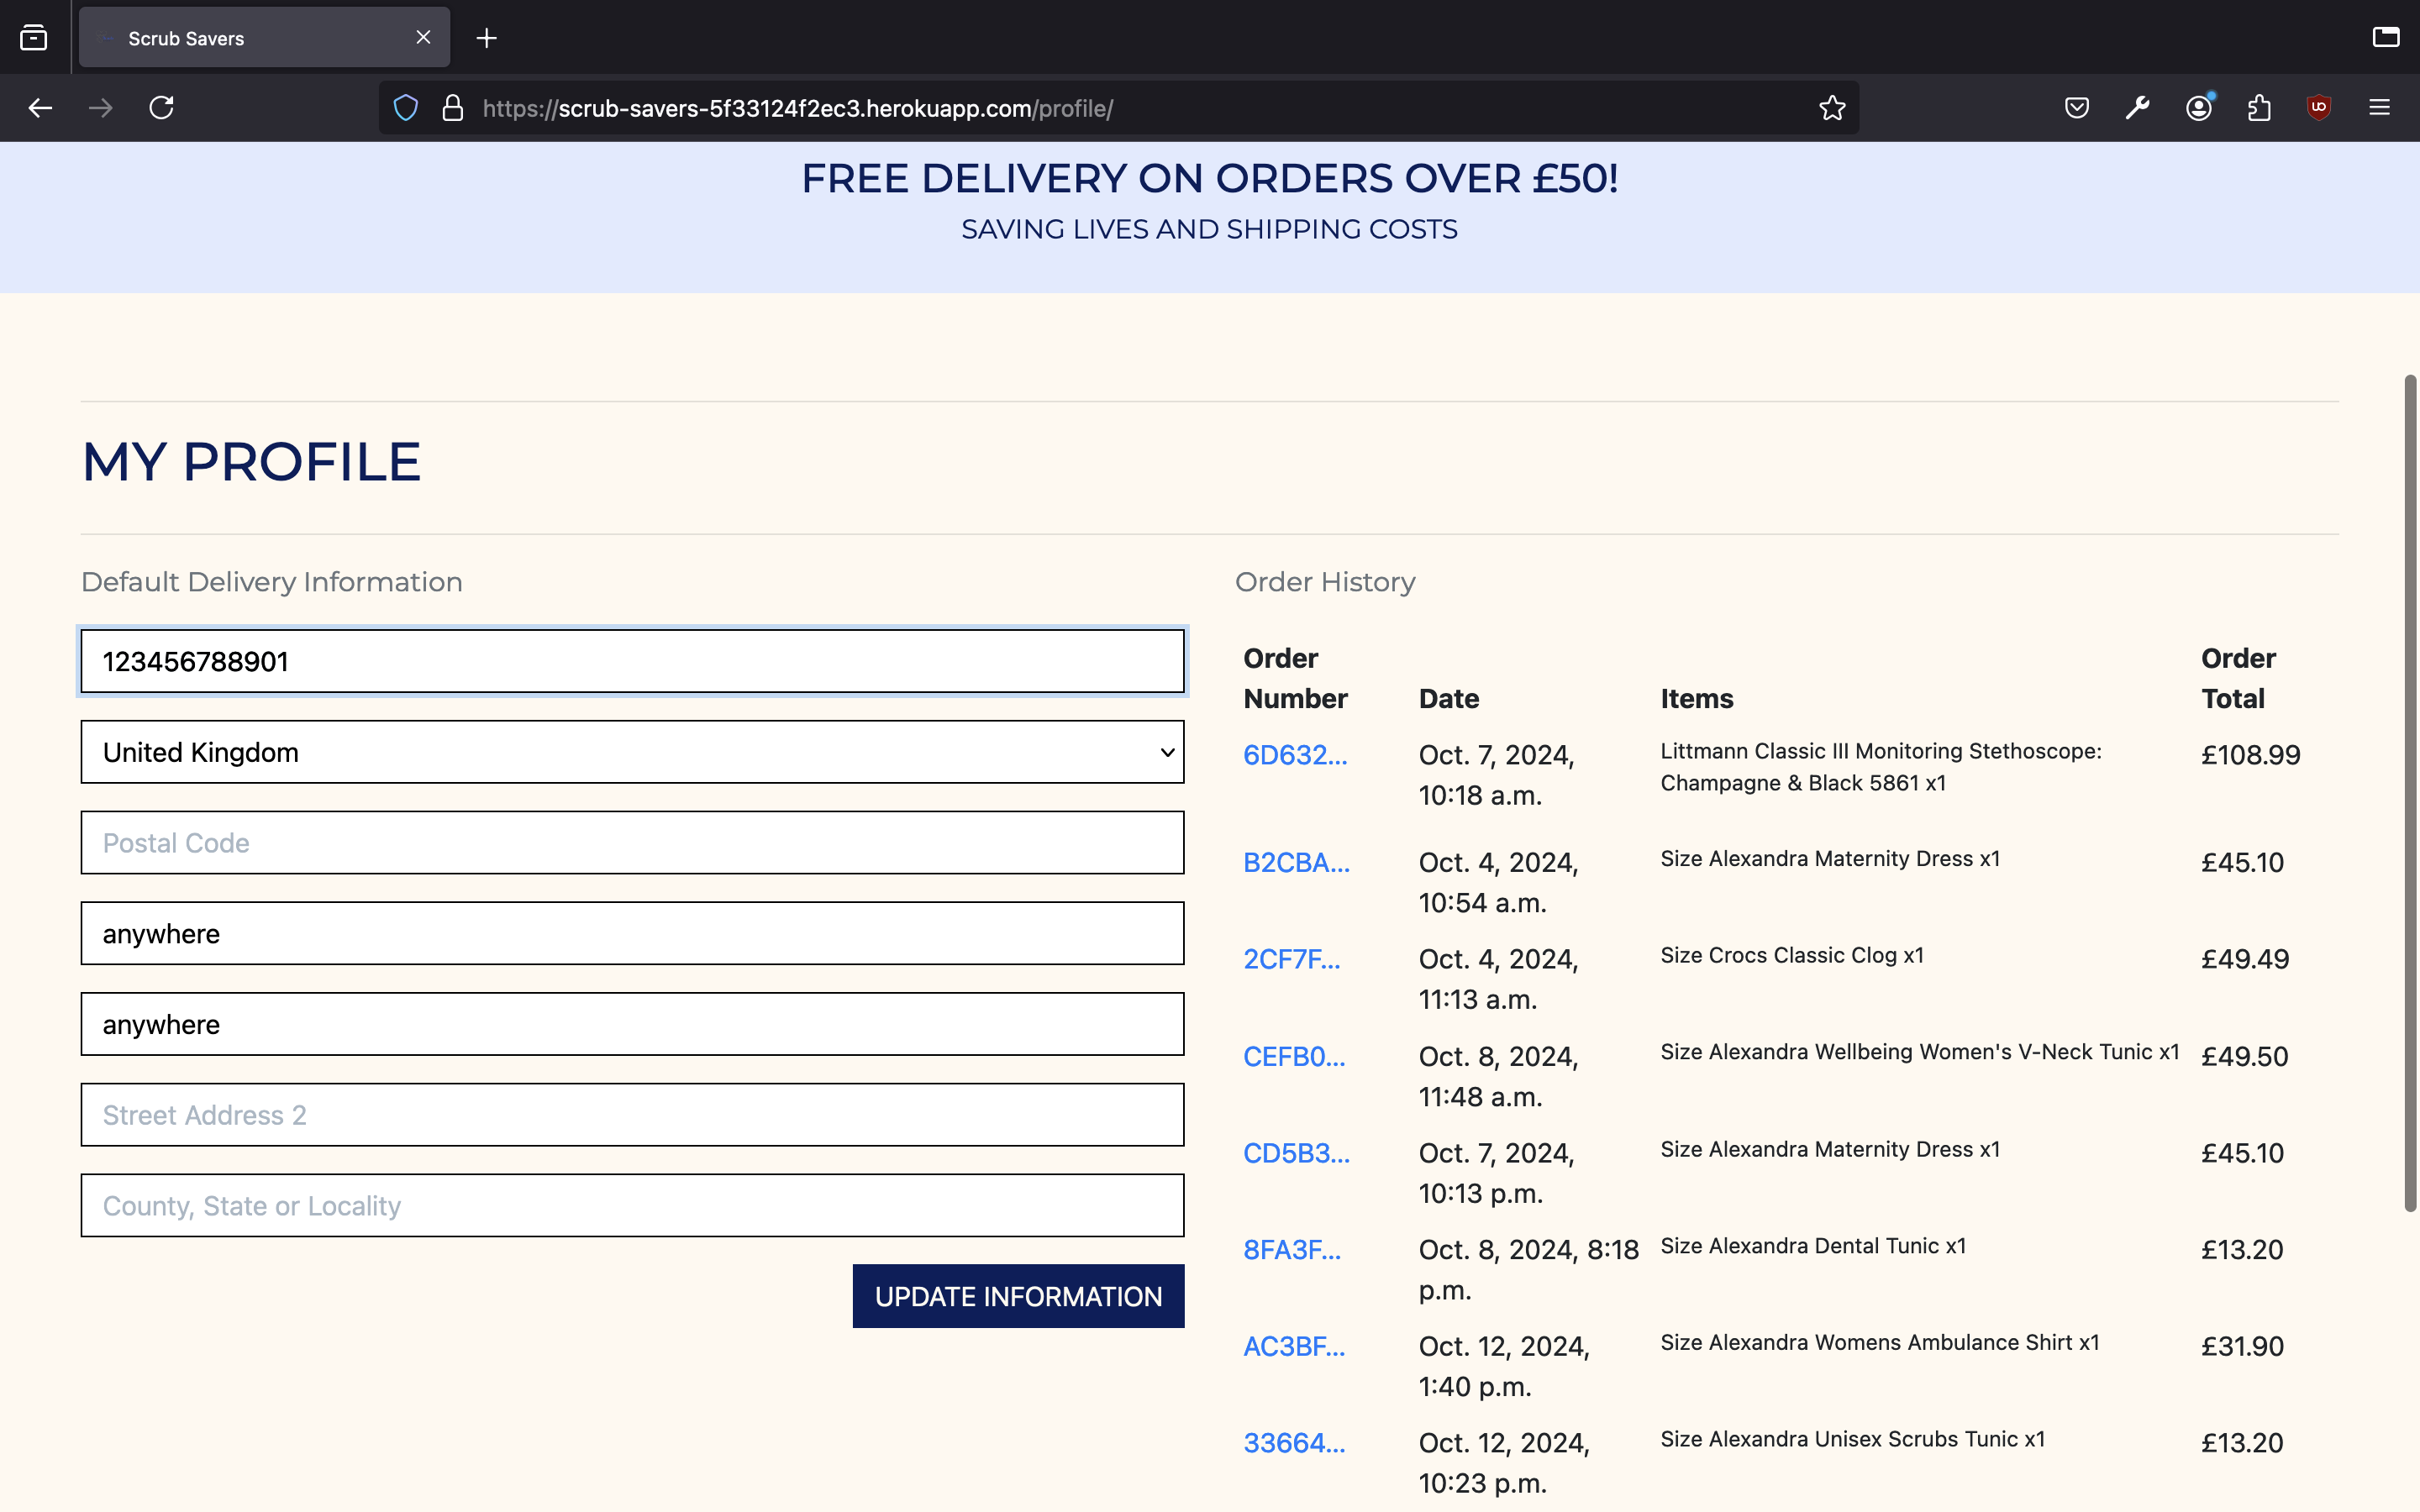 Scrub Savers
https://scrub-savers-5f33124f2ec3.herokuapp.com/profile/
FREE DELIVERY ON ORDERS OVER £50!
SAVING LIVES AND SHIPPING COSTS
MY PROFILE
Default Delivery Information
123456788901
United Kingdom
Postal Code
anywhere
anywhere
Street Address 2
County, State or Locality
UPDATE INFORMATION
Order History
Order Number Date Items Order Total
6D632... Oct. 7, 2024, 10:18 a.m. Littmann Classic III Monitoring Stethoscope: Champagne & Black 5861 x1 £108.99
B2CBA... Oct. 4, 2024, 10:54 a.m. Size Alexandra Maternity Dress x1 £45.10
2CF7F... Oct. 4, 2024, 11:13 a.m. Size Crocs Classic Clog x1 £49.49
CEFB0... Oct. 8, 2024, 11:48 a.m. Size Alexandra Wellbeing Women's V-Neck Tunic x1 £49.50
CD5B3... Oct. 7, 2024, 10:13 p.m. Size Alexandra Maternity Dress x1 £45.10
8FA3F... Oct. 8, 2024, 8:18 p.m. Size Alexandra Dental Tunic x1 £13.20
AC3BF... Oct. 12, 2024, 1:40 p.m. Size Alexandra Womens Ambulance Shirt x1 £31.90
33664... Oct. 12, 2024, 10:23 p.m. Size Alexandra Unisex Scrubs Tunic x1 £13.20